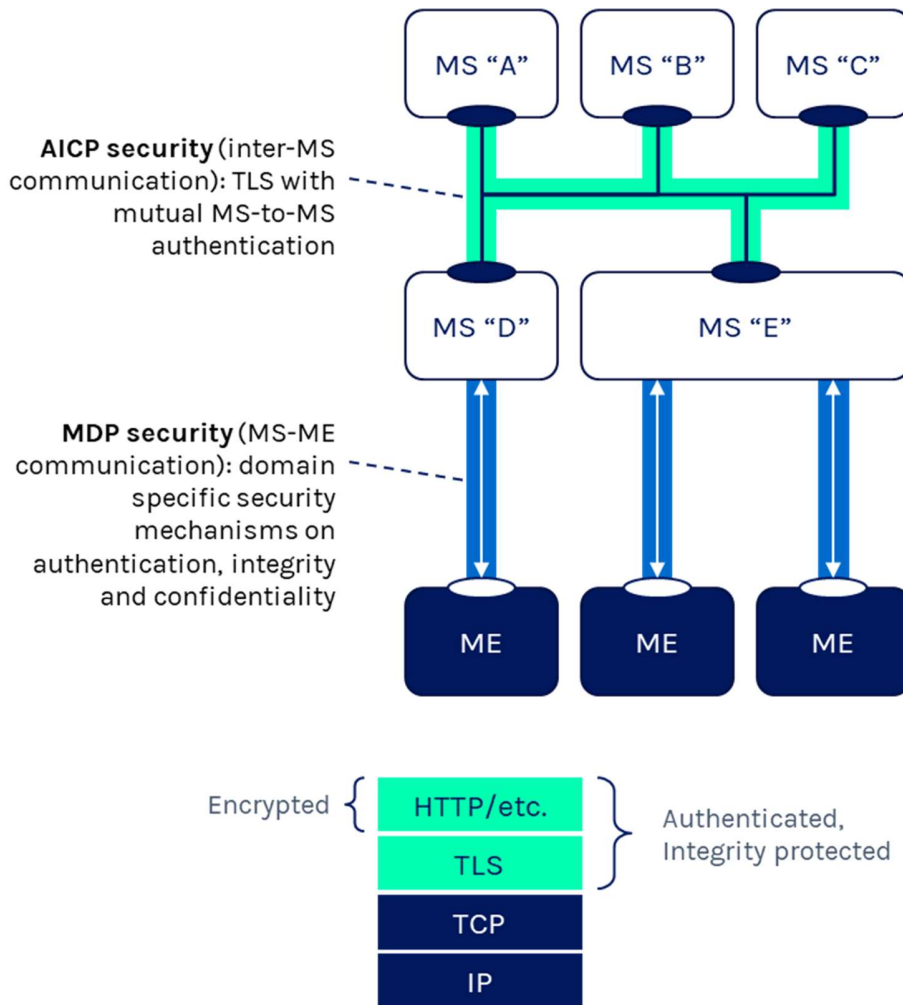 MS “A”
MS “B”
MS “C”
AICP security (inter-MS
communication): TLS with
mutual MS-to-MS
authentication
MS “D”
MS “E”
MDP security (MS-ME
communication): domain
specific security
mechanisms on
authentication, integrity
and confidentiality
ME
ME
ME
Encrypted
HTTP/etc.
TLS
TCP
IP
Authenticated,
Integrity protected